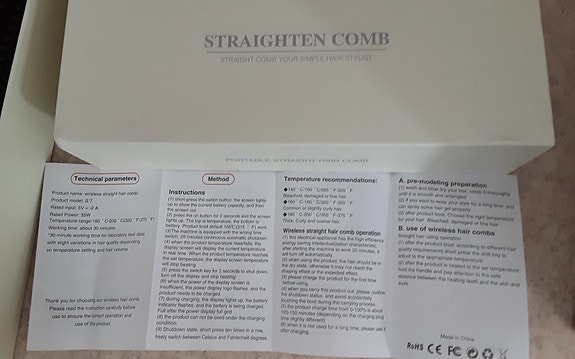 STRAIGHTEN COMB
STRAIGHT COMB YOUR SIMPLE HAIR STYLIST
PORTABLE STRAIGHT HAIR COMB
Technical parameters
Product name: wireless straight hair comb
Product model: S 7
Rated input: 5V ⎓2A
Rated Power: 35W
Working time: about 30 minutes
*30-minute working time for laboratory test data
with slight variations in hair quality depending
on temperature setting and hair volume
Thank you for choosing our wireless hair comb
Please read the instruction carefully before
use to ensure the correct operation and
use of this product
Method
Instructions
(1) short press the switch button, the screen lights
up to show the current battery capacity, and then
the screen out
(2) press the on button for 2 seconds and the screen
lights up. The top is temperature, the bottom is
battery. Product boot default
(3)The machine is equipped with the wrong time
switch, 20 minutes continuous automatic shutdown
(4) when the product temperature rises/falls, the
display screen will display the current temperature
in real time. When the product temperature reaches
the set temperature, the display screen temperature
will stop beating
(5) press the switch key for 2 seconds to shut down,
turn off the display and stop heating
(6) when the power of the display screen is
insufficient, the power display logo flashes, and the
product needs to be charged.
(7) during charging, the display lights up, the battery
indicator flashes, and the battery is being charged
Full after the power display full grid
(8) the product can not be used under the charging
condition.
(9) Shutdown state, short press ten times in a row,
freely switch between Celsius and Fahrenheit degrees
Temperature recommendations:
Bleached, damaged or fine hair
Common or slightly curly hair
Thick, Curly and coarse hair
Wireless straight hair comb operation
(1) this electrical appliance has the high efficiency
energy saving
after starting the machine about 30 minutes, it
will turn off automatically
(2) when using the product, the hair should be in
the dry state, otherwise it may not reach the
shaping effect or the expected effect.
(3) please charge the product for the first time
before using
(4) when you carry this product out, please confirm
the shutdown status, and avoid accidentally
touching the boot during the carrying process.
(5) the product charge time from 0-100% is about
120-150 minutes (depending on the charging plug
time slightly different)
(6) when it is not used for a long time, please
after charging
A. pre-modeling preparation
(1) wash and blow dry your hair, comb it thoroughly
until it is smooth and untangled
(2) if you want to keep your style for a long time, you
can spray some hair gel properly
(3) after product boot. Choose the right temperature
for your hair. Bleached, damaged or fine hair
B. use of wireless hair combs
straight hair using operation
(1) after the product boot, according to different hair
quality requirements short press the shift key to
adjust to the appropriate temperature
(2) after the product is heated to the set temperature
hold the handle and pay attention to the safe
distance between the heating teeth and the skin and
ears
Made in China
RoHS CE FC